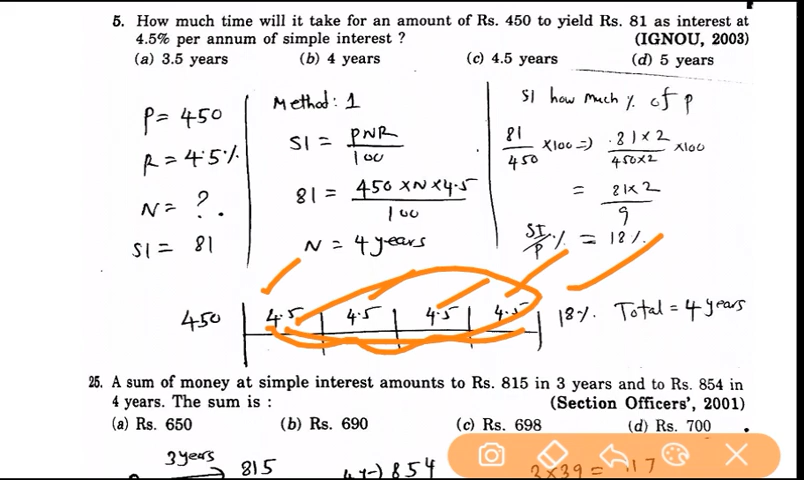 5. How much time will it take for an amount of Rs. 450 to yield Rs. 81 as interest at
4.5% per annum of simple interest ?
(IGNOU, 2003)
(a) 3.5 years (b) 4 years (c) 4.5 years (d) 5 years
P = 450
R = 4.5%
N = ?.
SI = 81
Method: 1
SI = PNR/100
81 = 450 × N × 4.5/100
N = 4 years
SI how much % of P
81/450 ×100 => 81 × 2/450×2 ×100
= 81× 2/9
SI/P % = 18%
450 4.5 4.5 4.5 4.5 18% Total = 4 years
25. A sum of money at simple interest amounts to Rs. 815 in 3 years and to Rs. 854 in
4 years. The sum is :
(Section Officers', 2001)
(a) Rs. 650 (b) Rs. 690 (c) Rs. 698 (d) Rs. 700
3 years 815
854
3×39 = 117